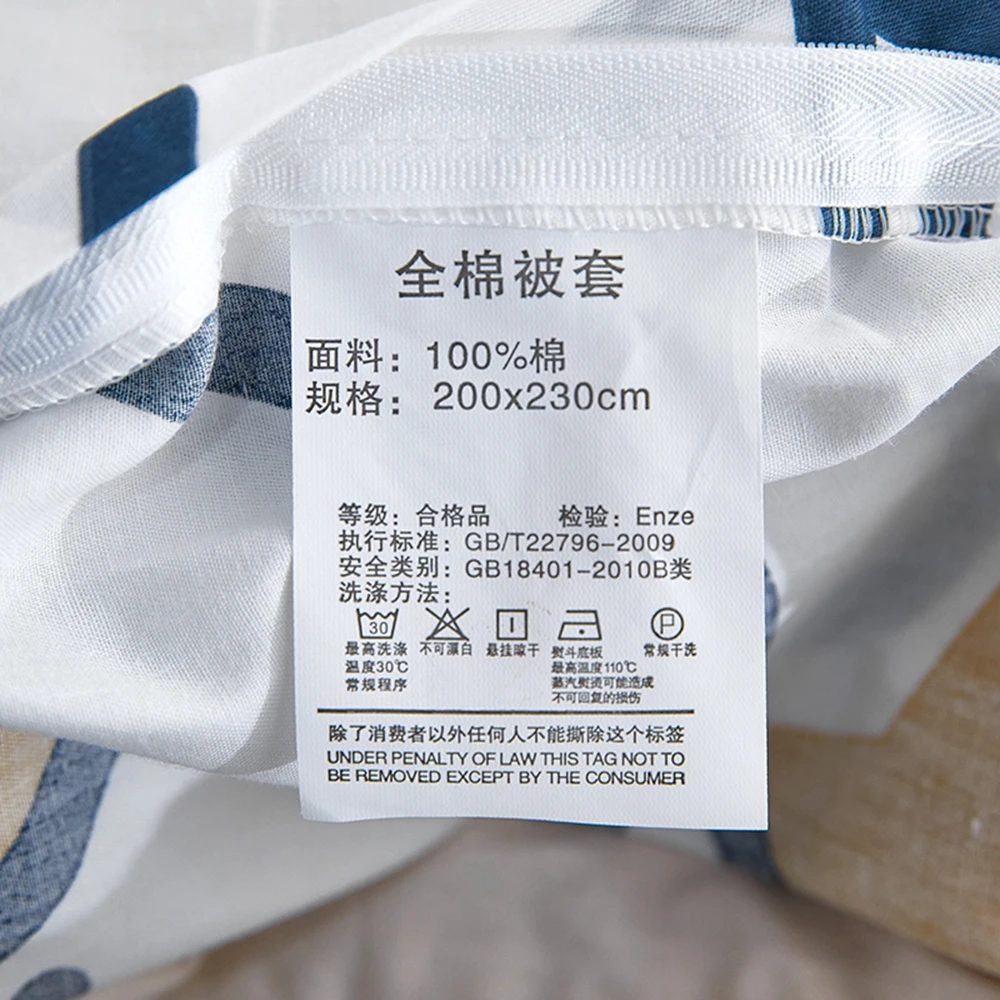 全棉被套
面料：100%棉
规格：200x230cm
等级：合格品 检验：Enze
执行标准：GB/T22796-2009
安全类别：GB18401-2010B类
洗涤方法：
30 P
最高洗涤 不可漂白 悬挂晾干 熨斗底板 常规干洗
温度30℃ 最高温度110℃
常规程序 蒸汽熨烫可能造成
不可回复的损伤
除了消费者以外任何人不能撕除这个标签
UNDER PENALTY OF LAW THIS TAG NOT TO
BE REMOVED EXCEPT BY THE CONSUMER